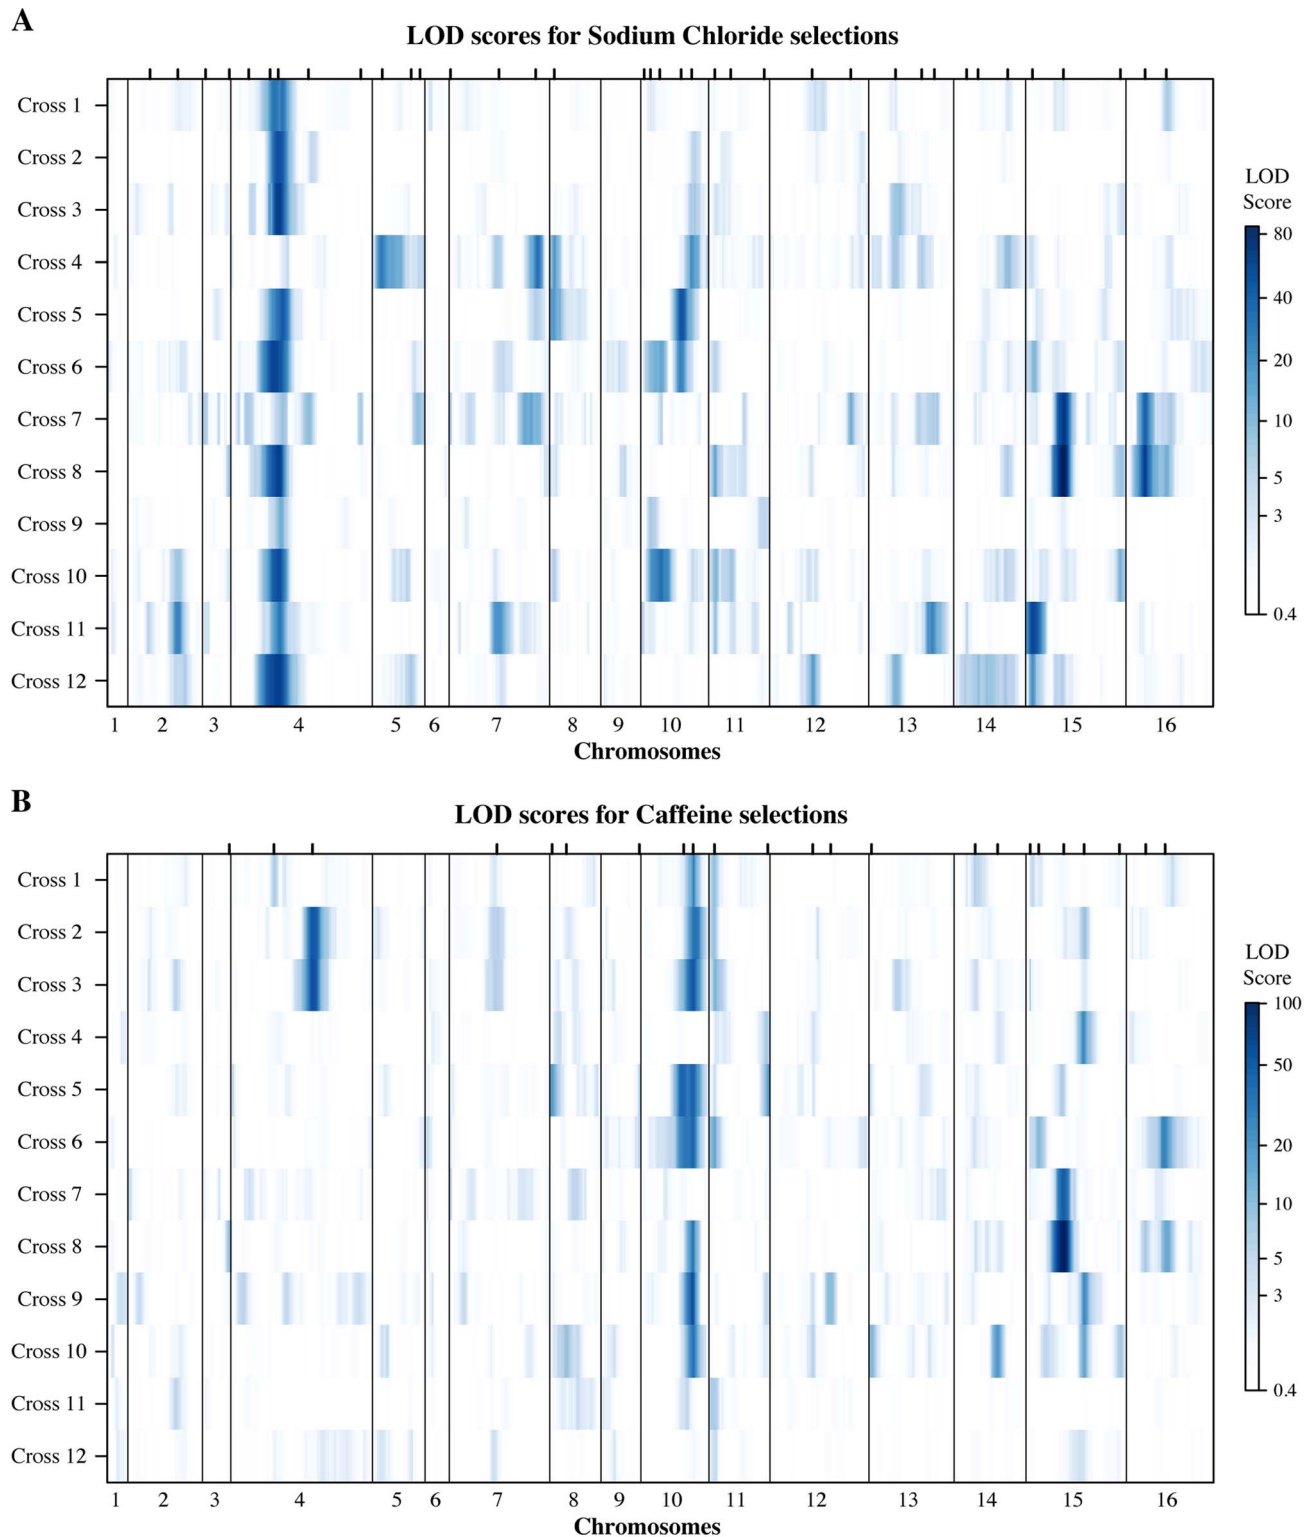 A
LOD scores for Sodium Chloride selections
Cross 1
Cross 2
Cross 3
Cross 4
Cross 5
Cross 6
Cross 7
Cross 8
Cross 9
Cross 10
Cross 11
Cross 12
1 2 3 4 5 6 7 8 9 10 11 12 13 14 15 16
Chromosomes
LOD
Score
80
40
20
10
5
3
0.4
B
LOD scores for Caffeine selections
Cross 1
Cross 2
Cross 3
Cross 4
Cross 5
Cross 6
Cross 7
Cross 8
Cross 9
Cross 10
Cross 11
Cross 12
1 2 3 4 5 6 7 8 9 10 11 12 13 14 15 16
Chromosomes
LOD
Score
100
50
20
10
5
3
0.4